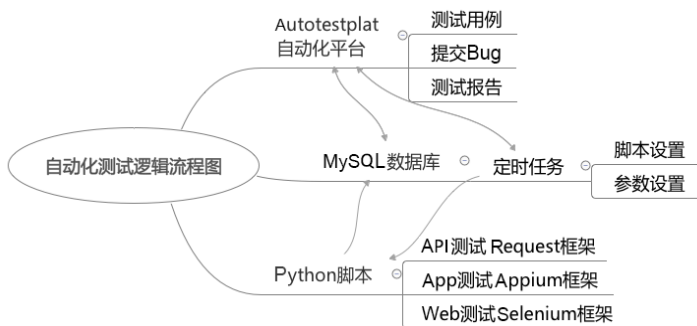 自动化测试逻辑流程图
Autotestplat
自动化平台
测试用例
提交Bug
测试报告
MySQL数据库
定时任务
脚本设置
参数设置
Python脚本
API测试 Request框架
App测试Appium框架
Web测试Selenium框架